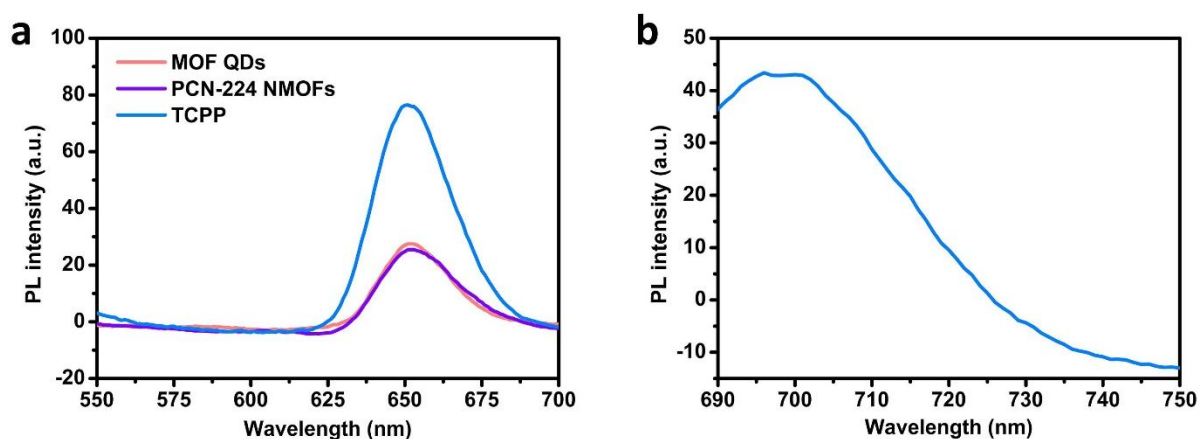 a
PL intensity (a.u.)
100
80
60
40
20
0
-20
MOF QDs
PCN-224 NMOFs
TCPP
550 575 600 625 650 675 700
Wavelength (nm)
b
PL intensity (a.u.)
50
40
30
20
10
0
-10
690 700 710 720 730 740 750
Wavelength (nm)